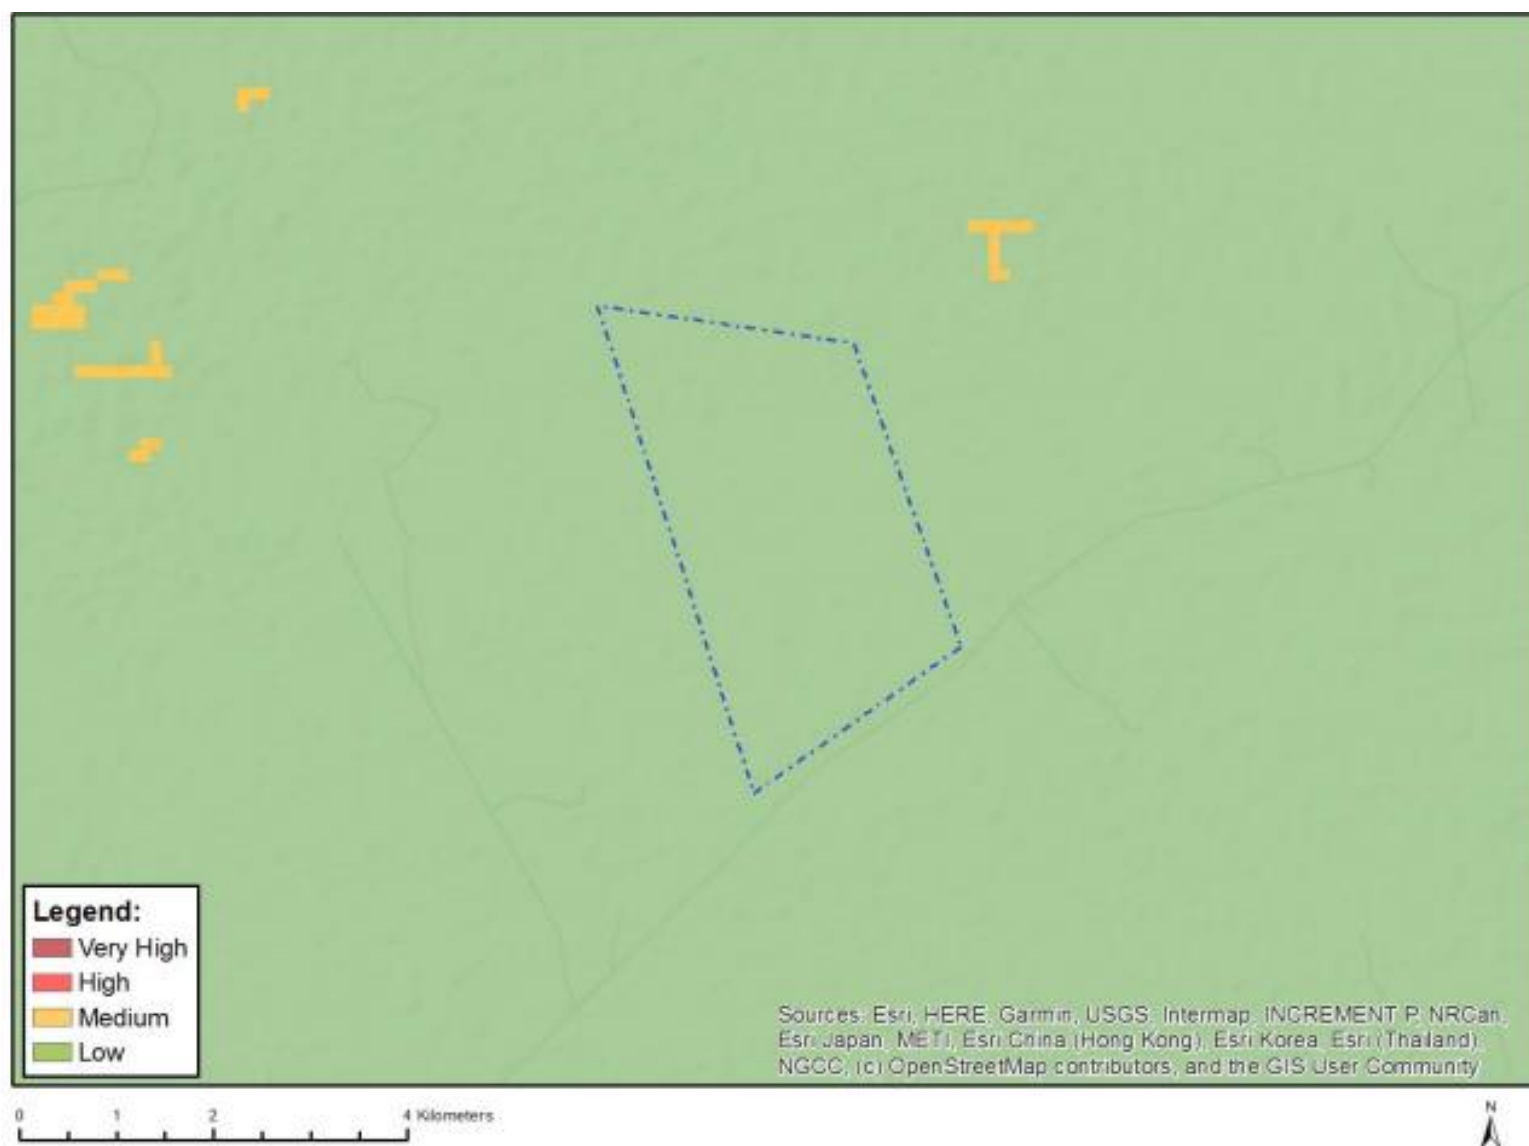 Legend:
Very High
High
Medium
Low
Sources: Esri, HERE, Garmin, USGS, Intermap, INCREMENT P, NRCan,
Esri Japan, METI, Esri China (Hong Kong), Esri Korea, Esri (Thailand),
NGCC, (c) OpenStreetMap contributors, and the GIS User Community
0 1 2 4 Kilometers
N